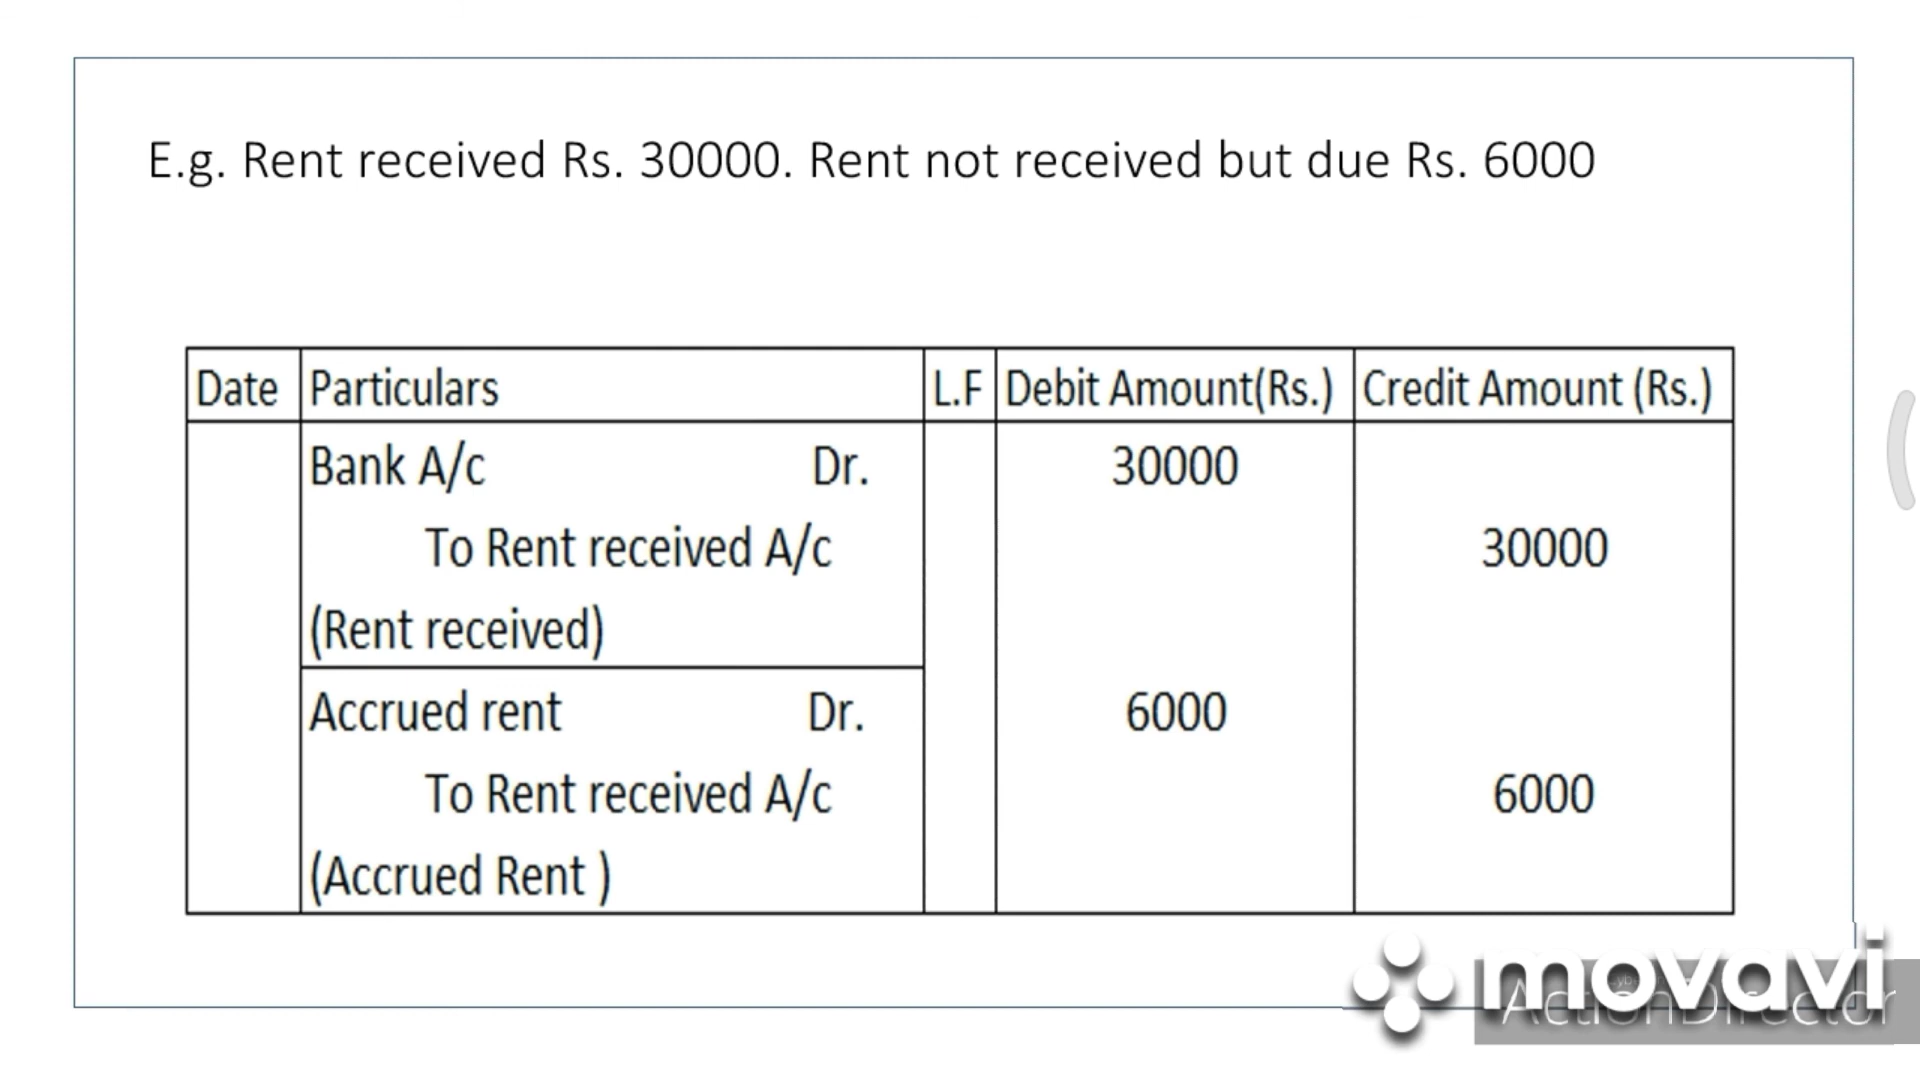 E.g. Rent received Rs. 30000. Rent not received but due Rs. 6000
Date Particulars L.F Debit Amount(Rs.) Credit Amount (Rs.)
Bank A/c Dr. 30000
To Rent received A/c 30000
(Rent received)
Accrued rent Dr. 6000
To Rent received A/c 6000
(Accrued Rent )
movavi
ActionDirector